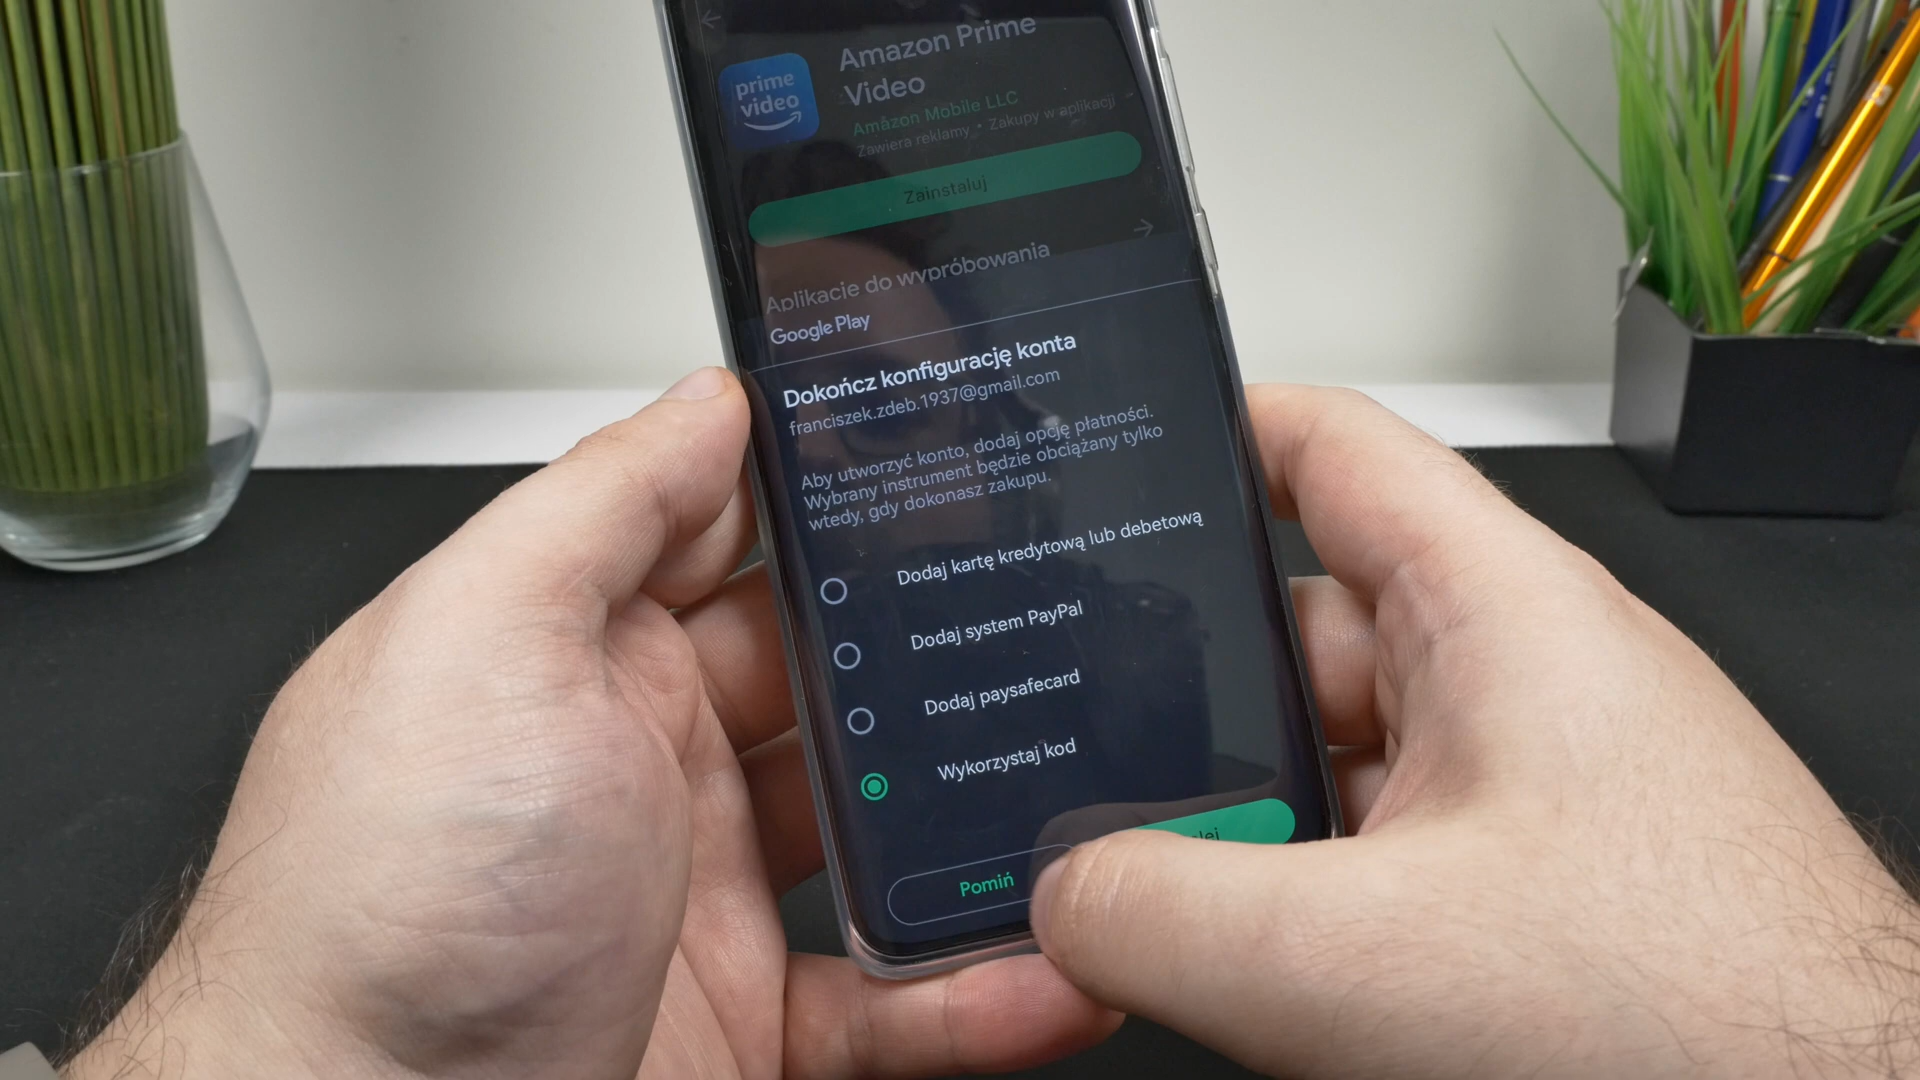 prime
video
Amazon Prime
Video
Amazon Mobile LLC
Zawiera reklamy • Zakupy w aplikacji
Zainstaluj
Aplikacje do wypróbowania
Google Play
Dokończ konfigurację konta
franciszek.zdeb.1937@gmail.com
Aby utworzyć konto, dodaj opcję płatności.
Wybrany instrument będzie obciążany tylko
wtedy, gdy dokonasz zakupu.
Dodaj kartę kredytową lub debetową
Dodaj system PayPal
Dodaj paysafecard
Wykorzystaj kod
Pomiń